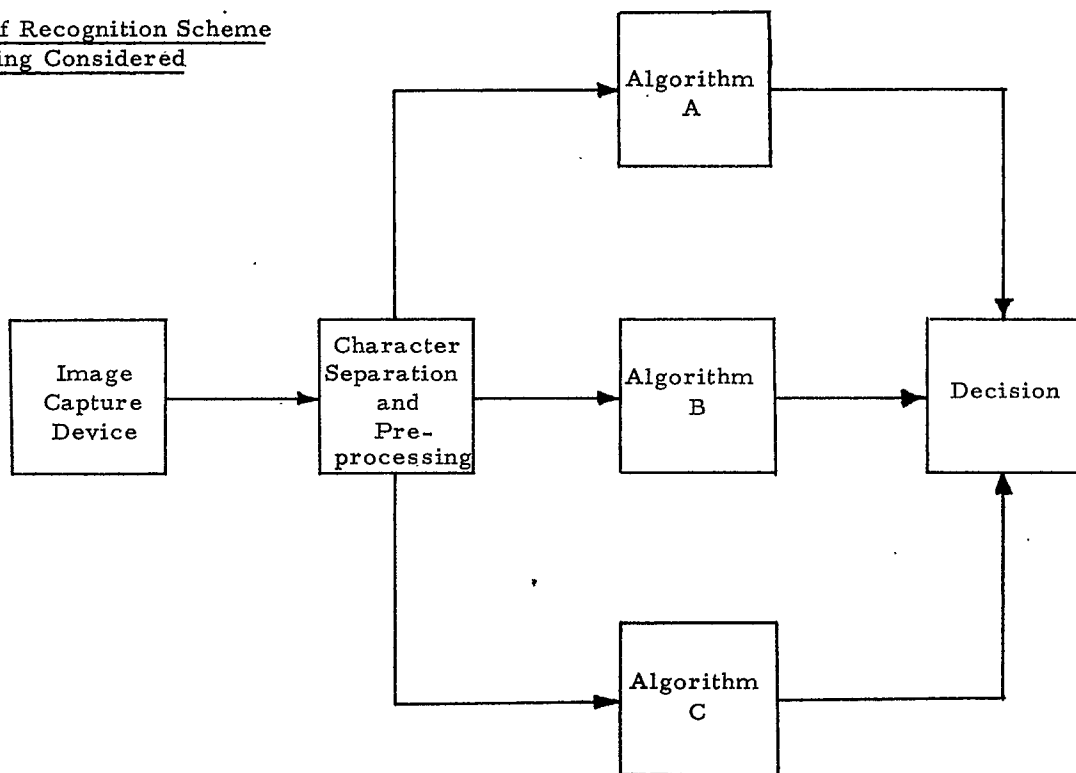 f Recognition Scheme
ing Considered
Algorithm
A
Image
Capture
Device
Character
Separation
and
Pre-
processing
Algorithm
B
Decision
Algorithm
C